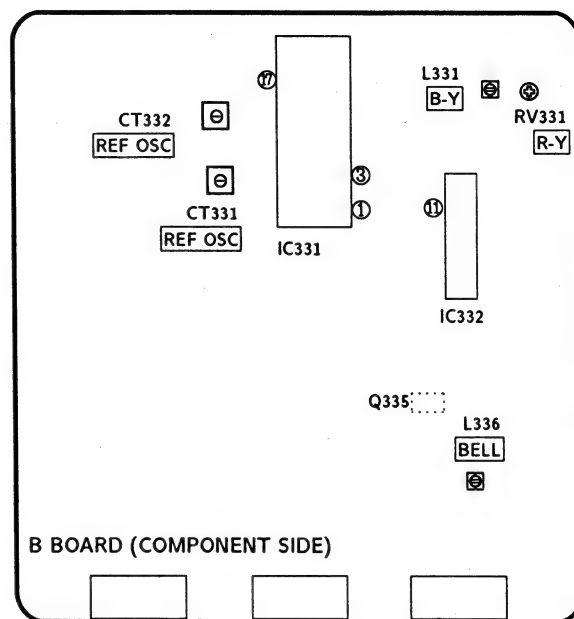 L331
B-Y
RV331
R-Y
17
CT332
REF OSC
3
CT331
REF OSC
1
11
IC331
IC332
Q335
L336
BELL
B BOARD (COMPONENT SIDE)